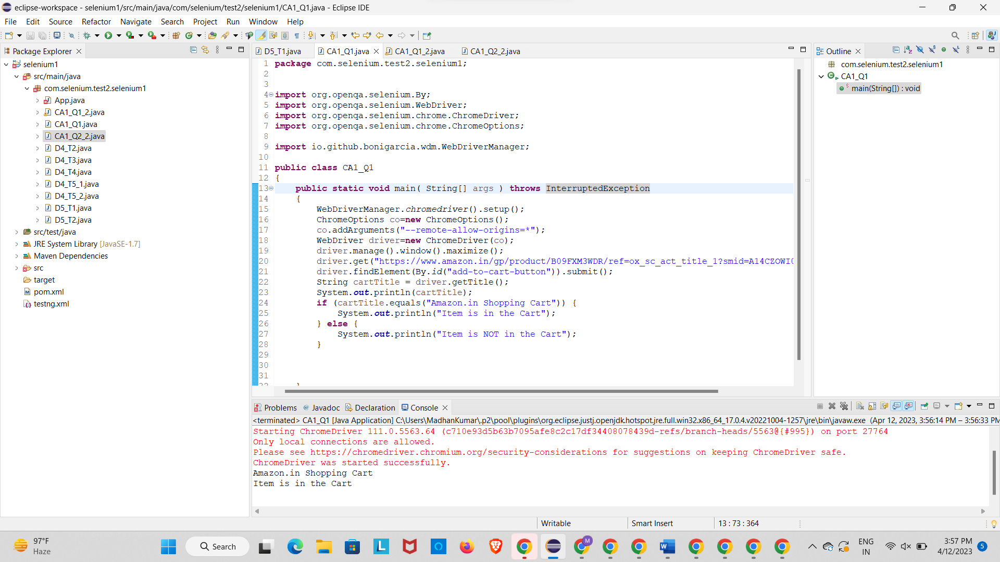 eclipse-workspace - selenium1/src/main/java/com/selenium/test2/selenium1/CA1_Q1.java - Eclipse IDE
File Edit Source Refactor Navigate Search Project Run Window Help
Package Explorer
selenium1
src/main/java
com.selenium.test2.selenium1
App.java
CA1_Q1_2.java
CA1_Q1.java
CA1_Q2_2.java
D4_T2.java
D4_T3.java
D4_T4.java
D4_T5_1.java
D4_T5_2.java
D5_T1.java
D5_T2.java
src/test/java
JRE System Library [JavaSE-1.7]
Maven Dependencies
src
target
pom.xml
testng.xml
D5_T1.java CA1_Q1.java CA1_Q1_2.java CA1_Q2_2.java
1 package com.selenium.test2.selenium1;
2
3
4 import org.openqa.selenium.By;
5 import org.openqa.selenium.WebDriver;
6 import org.openqa.selenium.chrome.ChromeDriver;
7 import org.openqa.selenium.chrome.ChromeOptions;
8
9 import io.github.bonigarcia.wdm.WebDriverManager;
10
11 public class CA1_Q1
12 {
13 public static void main( String[] args ) throws InterruptedException
14 {
15 WebDriverManager.chromedriver().setup();
16 ChromeOptions co=new ChromeOptions();
17 co.addArguments("--remote-allow-origins=*");
18 WebDriver driver=new ChromeDriver(co);
19 driver.manage().window().maximize();
20 driver.get("https://www.amazon.in/gp/product/B09FXM3WDR/ref=ox_sc_act_title_1?smid=A14CZOWI
21 driver.findElement(By.id("add-to-cart-button")).submit();
22 String cartTitle = driver.getTitle();
23 System.out.println(cartTitle);
24 if (cartTitle.equals("Amazon.in Shopping Cart")) {
25 System.out.println("Item is in the Cart");
26 } else {
27 System.out.println("Item is NOT in the Cart");
28 }
29
30
31
Outline
com.selenium.test2.selenium1
CA1_Q1
main(String[]) : void
Problems Javadoc Declaration Console
<terminated> CA1_Q1 [Java Application] C:\Users\MadhanKumar\.p2\pool\plugins\org.eclipse.justj.openjdk.hotspot.jre.full.win32.x86_64_17.0.4.v20221004-1257\jre\bin\javaw.exe (Apr 12, 2023, 3:56:14 PM – 3:56:33 PM
Starting ChromeDriver 111.0.5563.64 (c710e93d5b63b7095afe8c2c17df34408078439d-refs/branch-heads/5563@{#995}) on port 27764
Only local connections are allowed.
Please see https://chromedriver.chromium.org/security-considerations for suggestions on keeping ChromeDriver safe.
ChromeDriver was started successfully.
Amazon.in Shopping Cart
Item is in the Cart
Writable Smart Insert 13 : 73 : 364
97°F
Haze
Search
ENG
IN
3:57 PM
4/12/2023
5